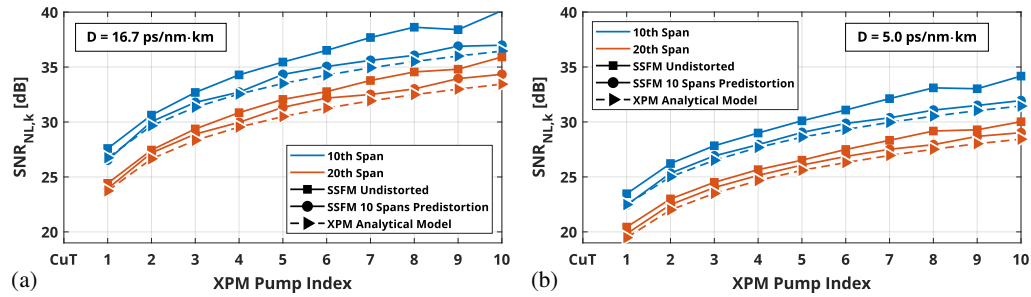 40
35
30
25
20
SNR_NL,k [dB]
D = 16.7 ps/nm·km
10th Span
20th Span
SSFM Undistorted
SSFM 10 Spans Predistortion
XPM Analytical Model
CuT 1 2 3 4 5 6 7 8 9 10
XPM Pump Index
(a)
40
35
30
25
20
SNR_NL,k [dB]
10th Span
20th Span
SSFM Undistorted
SSFM 10 Spans Predistortion
XPM Analytical Model
D = 5.0 ps/nm·km
CuT 1 2 3 4 5 6 7 8 9 10
XPM Pump Index
(b)